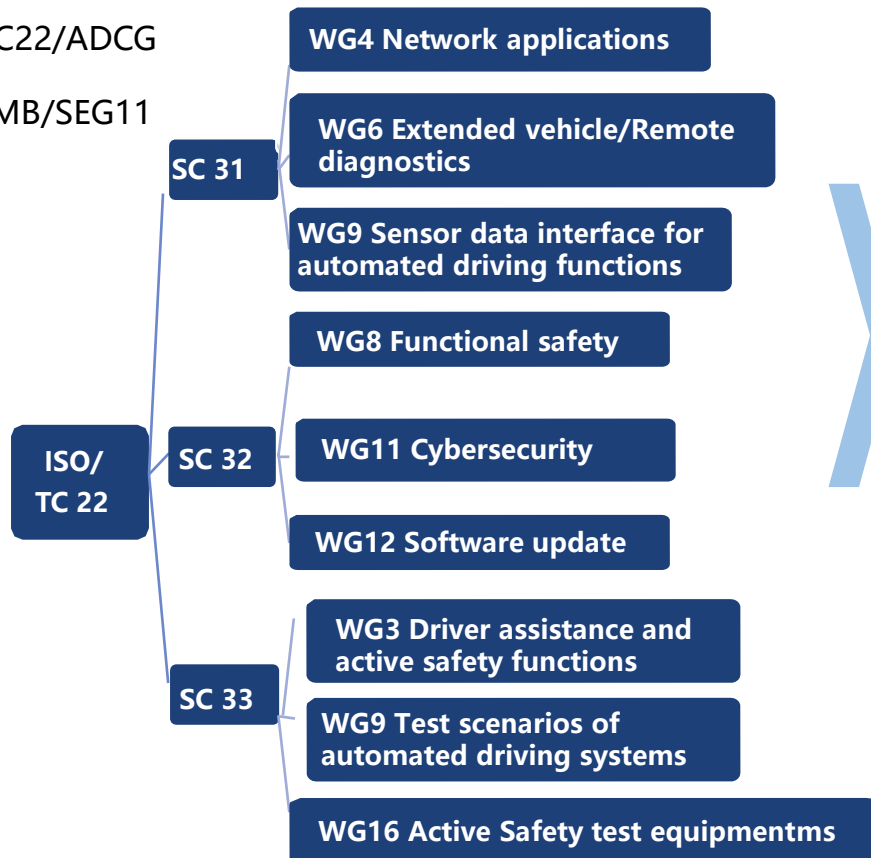 C22/ADCG
MB/SEG11
WG4 Network applications
WG6 Extended vehicle/Remote
diagnostics
SC 31
WG9 Sensor data interface for
automated driving functions
WG8 Functional safety
ISO/
TC 22
SC 32
WG11 Cybersecurity
WG12 Software update
WG3 Driver assistance and
active safety functions
SC 33
WG9 Test scenarios of
automated driving systems
WG16 Active Safety test equipmentms